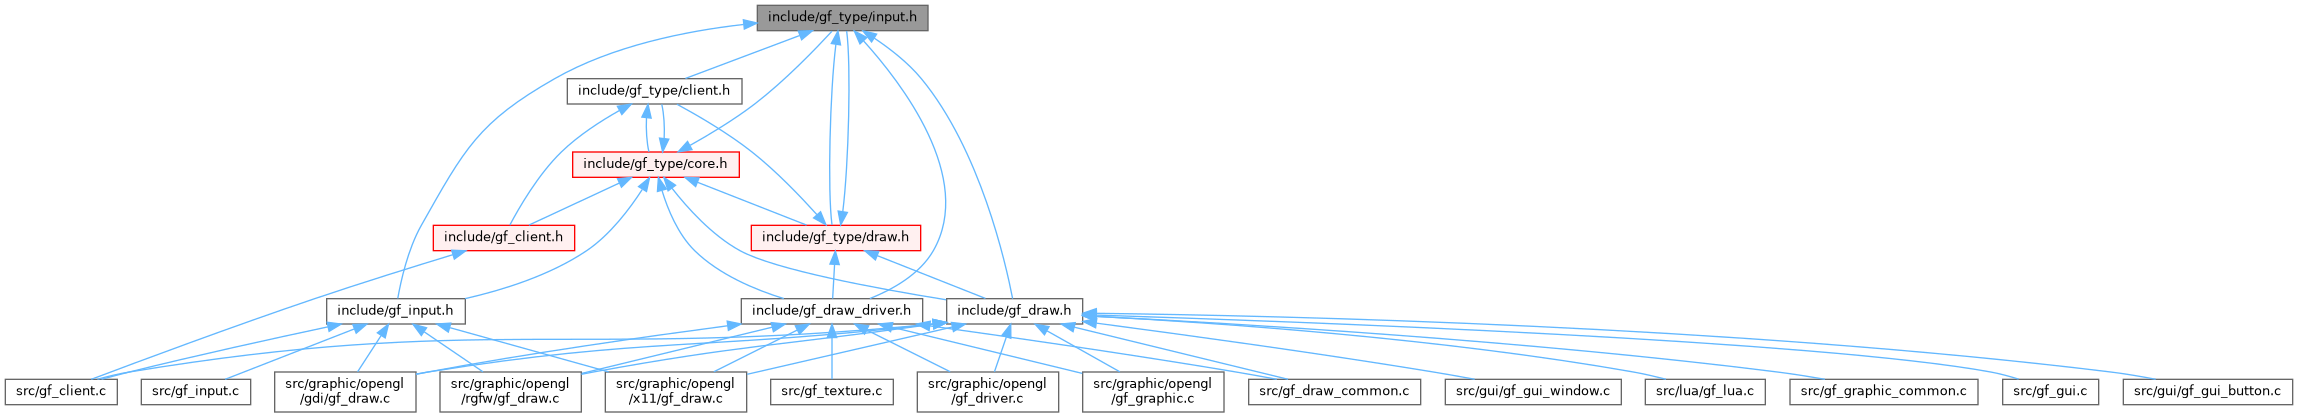 include/gf_type/input.h
include/gf_type/client.h
include/gf_type/core.h
include/gf_client.h
include/gf_type/draw.h
include/gf_input.h
include/gf_draw_driver.h
include/gf_draw.h
src/gf_client.c
src/gf_input.c
src/graphic/opengl
/gdi/gf_draw.c
src/graphic/opengl
/rgfw/gf_draw.c
src/graphic/opengl
/x11/gf_draw.c
src/gf_texture.c
src/graphic/opengl
/gf_driver.c
src/graphic/opengl
/gf_graphic.c
src/gf_draw_common.c
src/gui/gf_gui_window.c
src/lua/gf_lua.c
src/gf_graphic_common.c
src/gf_gui.c
src/gui/gf_gui_button.c